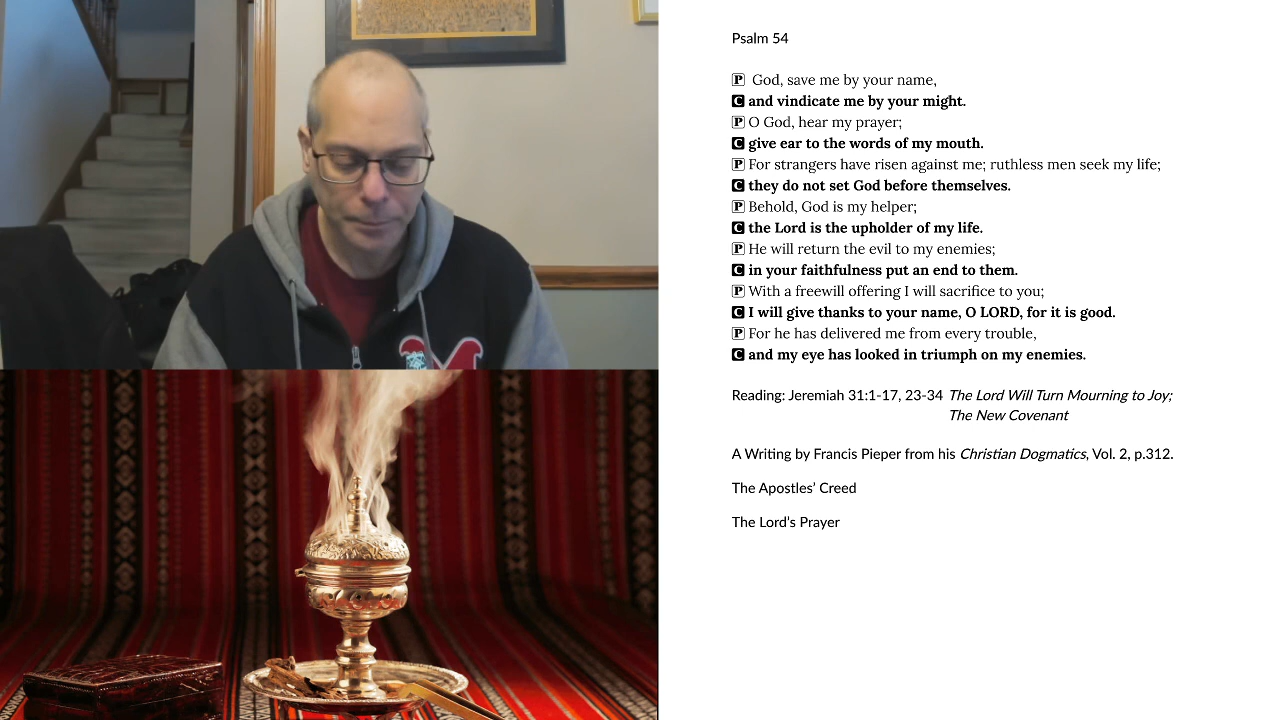 Psalm 54
P God, save me by your name,
C and vindicate me by your might.
P O God, hear my prayer;
C give ear to the words of my mouth.
P For strangers have risen against me; ruthless men seek my life;
C they do not set God before themselves.
P Behold, God is my helper;
C the Lord is the upholder of my life.
P He will return the evil to my enemies;
C in your faithfulness put an end to them.
P With a freewill offering I will sacrifice to you;
C I will give thanks to your name, O LORD, for it is good.
P For he has delivered me from every trouble,
C and my eye has looked in triumph on my enemies.
Reading: Jeremiah 31:1-17, 23-34 The Lord Will Turn Mourning to Joy;
The New Covenant
A Writing by Francis Pieper from his Christian Dogmatics, Vol. 2, p.312.
The Apostles' Creed
The Lord's Prayer